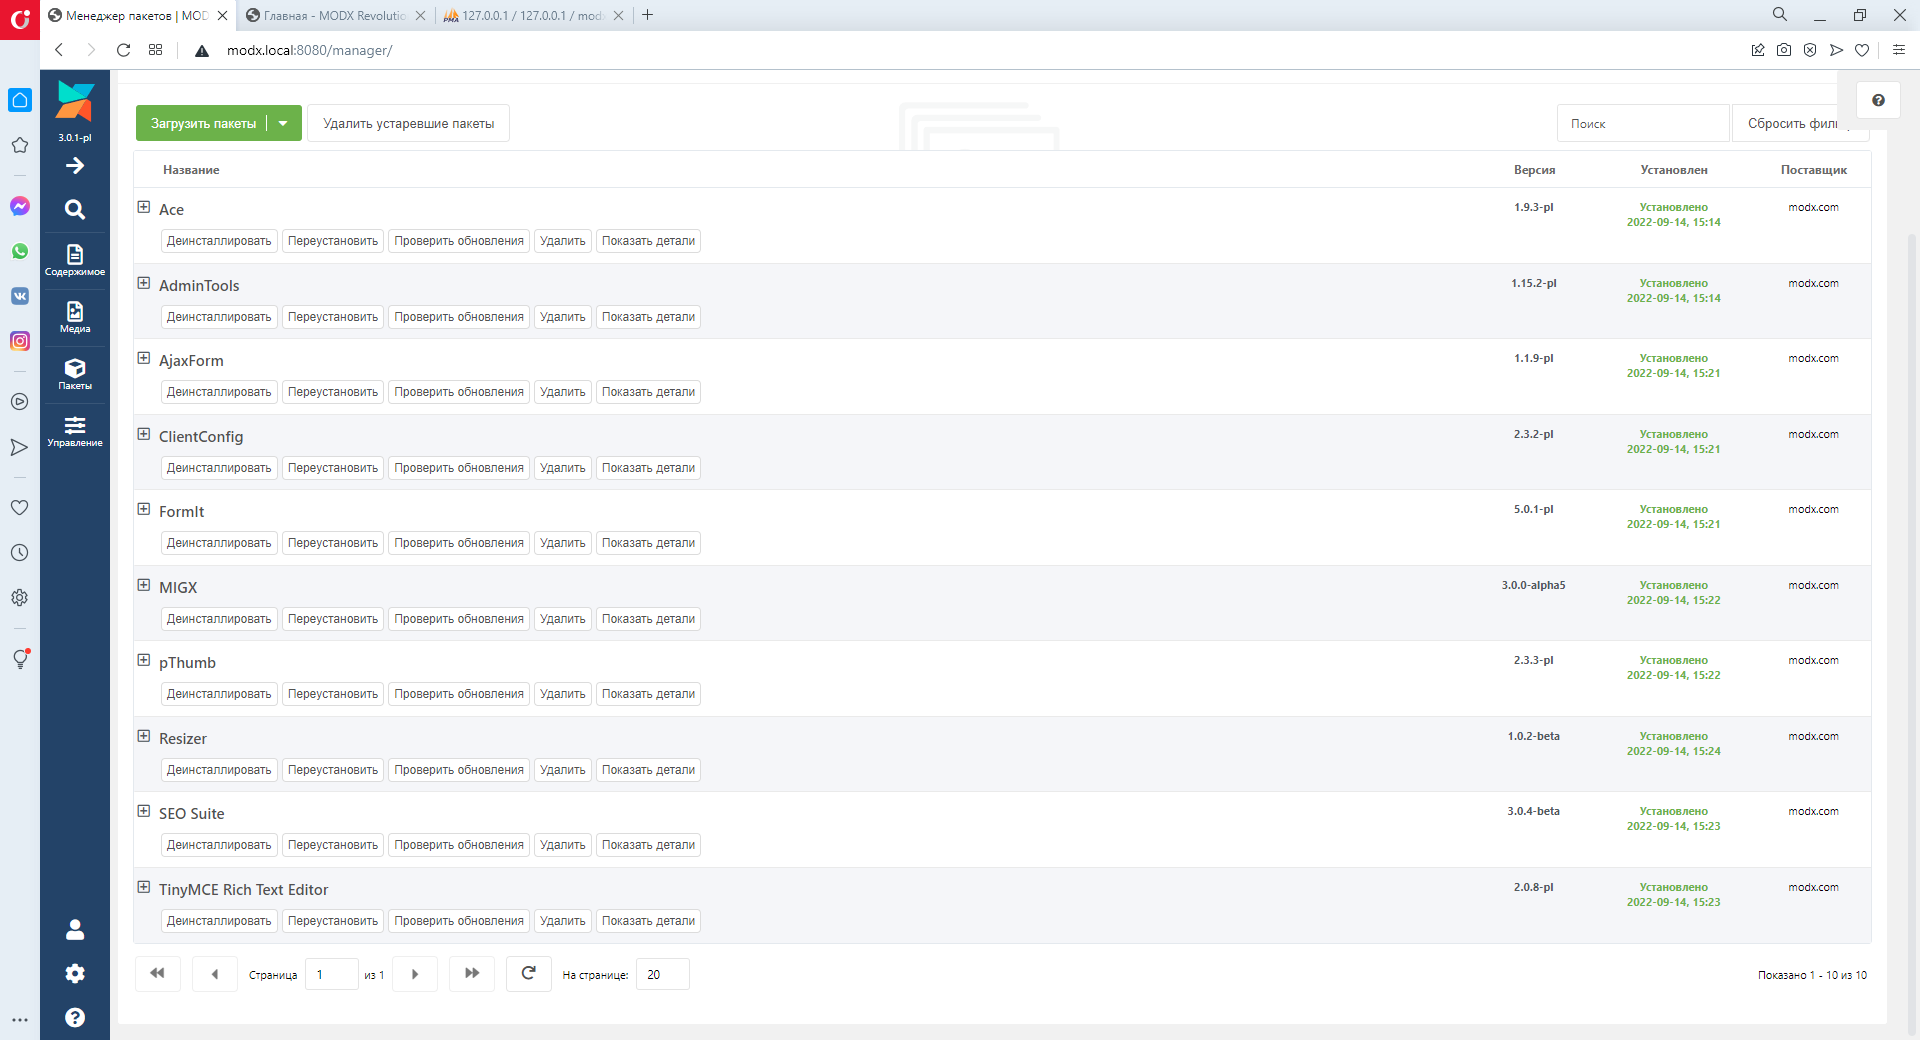 Менеджер пакетов | MOD
Главная - MODX Revolutio
PMA 127.0.0.1 / 127.0.0.1 / mod
modx.local:8080/manager/
3.0.1-pl
Содержимое
Медиа
Пакеты
Управление
Загрузить пакеты
Удалить устаревшие пакеты
Поиск
Сбросить фил
Название Версия Установлен Поставщик
Ace 1.9.3-pl Установлено modx.com
2022-09-14, 15:14
Деинсталлировать Переустановить Проверить обновления Удалить Показать детали
AdminTools 1.15.2-pl Установлено modx.com
2022-09-14, 15:14
Деинсталлировать Переустановить Проверить обновления Удалить Показать детали
AjaxForm 1.1.9-pl Установлено modx.com
2022-09-14, 15:21
Деинсталлировать Переустановить Проверить обновления Удалить Показать детали
ClientConfig 2.3.2-pl Установлено modx.com
2022-09-14, 15:21
Деинсталлировать Переустановить Проверить обновления Удалить Показать детали
FormIt 5.0.1-pl Установлено modx.com
2022-09-14, 15:21
Деинсталлировать Переустановить Проверить обновления Удалить Показать детали
MIGX 3.0.0-alpha5 Установлено modx.com
2022-09-14, 15:22
Деинсталлировать Переустановить Проверить обновления Удалить Показать детали
pThumb 2.3.3-pl Установлено modx.com
2022-09-14, 15:22
Деинсталлировать Переустановить Проверить обновления Удалить Показать детали
Resizer 1.0.2-beta Установлено modx.com
2022-09-14, 15:24
Деинсталлировать Переустановить Проверить обновления Удалить Показать детали
SEO Suite 3.0.4-beta Установлено modx.com
2022-09-14, 15:23
Деинсталлировать Переустановить Проверить обновления Удалить Показать детали
TinyMCE Rich Text Editor 2.0.8-pl Установлено modx.com
2022-09-14, 15:23
Деинсталлировать Переустановить Проверить обновления Удалить Показать детали
Страница 1 из 1 На странице: 20 Показано 1 - 10 из 10